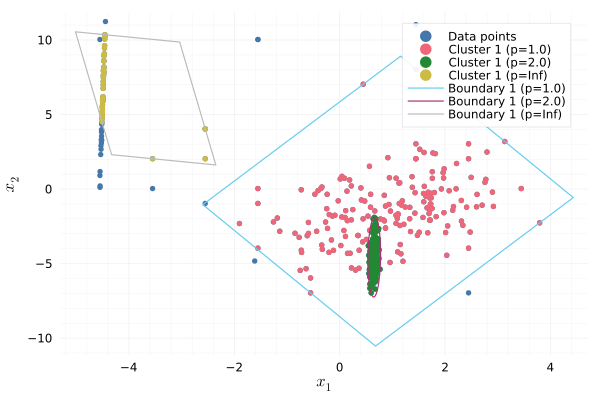 10
5
0
−5
−10
x2
Data points
Cluster 1 (p=1.0)
Cluster 1 (p=2.0)
Cluster 1 (p=Inf)
Boundary 1 (p=1.0)
Boundary 1 (p=2.0)
Boundary 1 (p=Inf)
−4
−2
0
2
4
x1